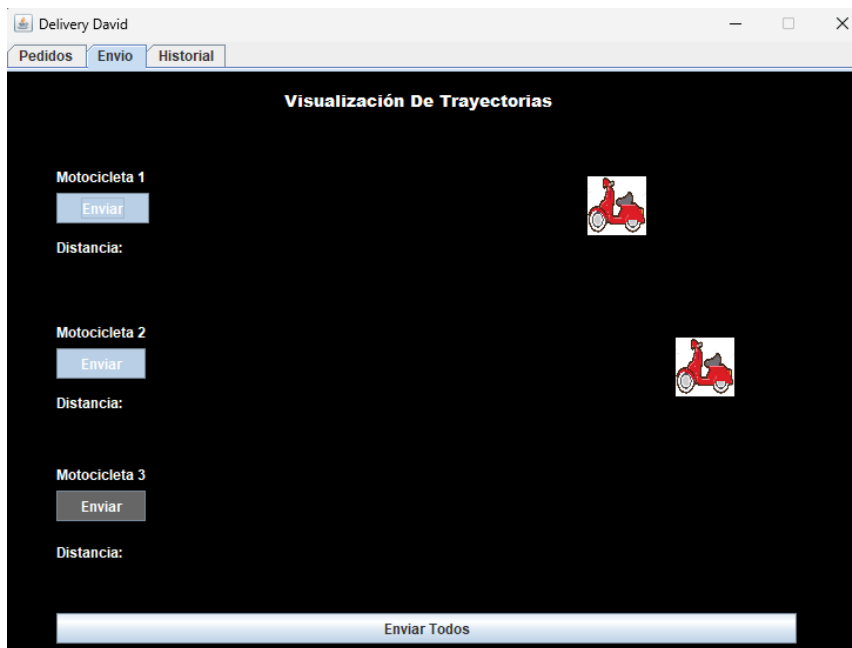 Delivery David
Pedidos Envio Historial
Visualización De Trayectorias
Motocicleta 1
Enviar
Distancia:
Motocicleta 2
Enviar
Distancia:
Motocicleta 3
Enviar
Distancia:
Enviar Todos